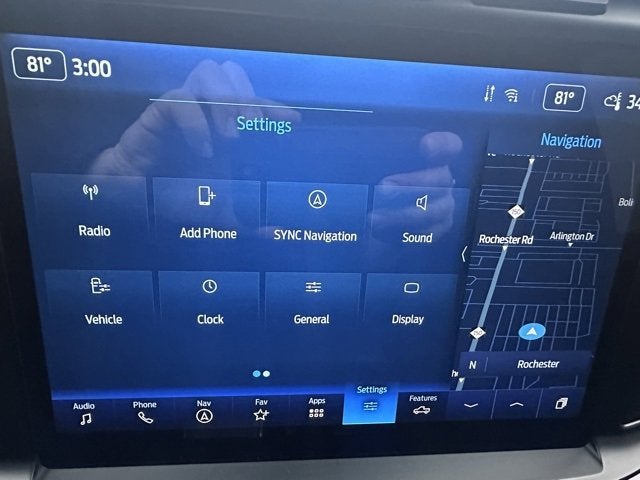 81° 3:00
81° 34
Settings
Navigation
Radio
Add Phone
SYNC Navigation
Sound
Vehicle
Clock
General
Display
Rochester Rd
Arlington Dr
N Rochester
Audio
Phone
Nav
Fav
Apps
Settings
Features